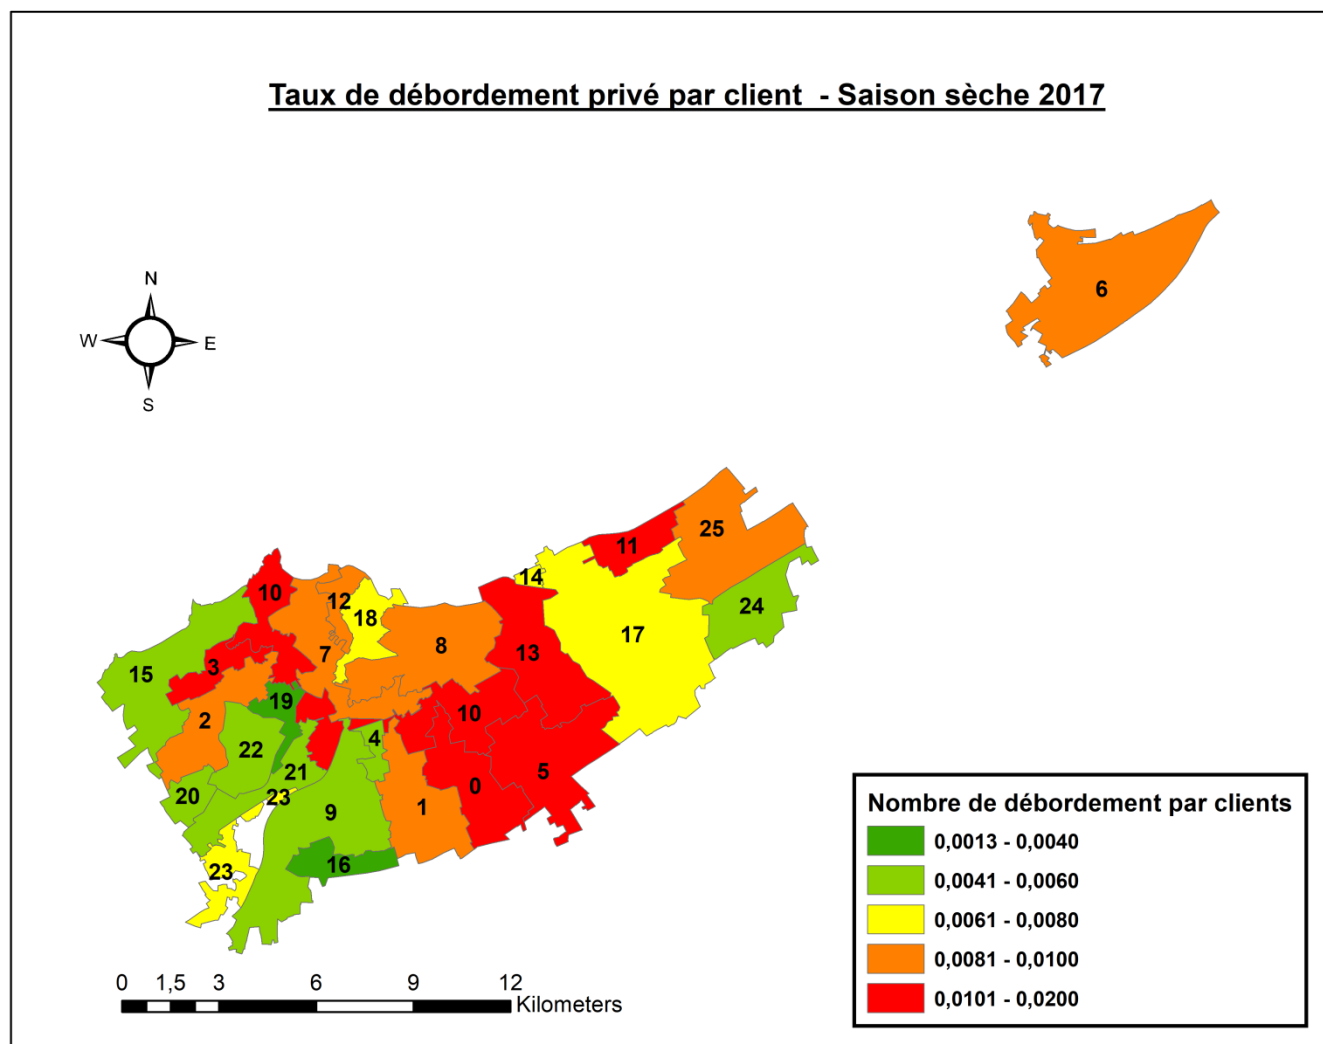 Taux de débordement privé par client - Saison sèche 2017
N
W
E
S
6
25
11
14
24
10
12
18
17
8
7
13
3
15
19
2
10
4
22
21
5
0
20
23
9
1
16
23
0 1,5 3 6 9 12
Kilometers
Nombre de débordement par clients
0,0013 - 0,0040
0,0041 - 0,0060
0,0061 - 0,0080
0,0081 - 0,0100
0,0101 - 0,0200